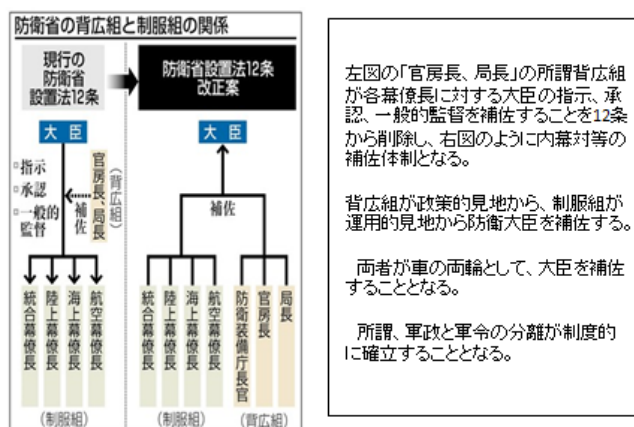 防衛省の背広組と制服組の関係
現行の
防衛省
設置法12条
防衛省設置法12条
改正案
大臣
▫指示
▫承認
▫一般的
監督
補佐
官房長、局長
(背広組)
統合幕僚長
陸上幕僚長
海上幕僚長
航空幕僚長
(制服組)
大臣
補佐
統合幕僚長
陸上幕僚長
海上幕僚長
航空幕僚長
防衛装備庁長官
官房長
局長
(制服組)
(背広組)
左図の「官房長、局長」の所謂背広組
が各幕僚長に対する大臣の指示、承
認、一般的監督を補佐することを12条
から削除し、右図のように内幕対等の
補佐体制となる。
背広組が政策的見地から、制服組が
運用的見地から防衛大臣を補佐する。
両者が車の両輪として、大臣を補佐
することとなる。
所謂、軍政と軍令の分離が制度的
に確立することとなる。